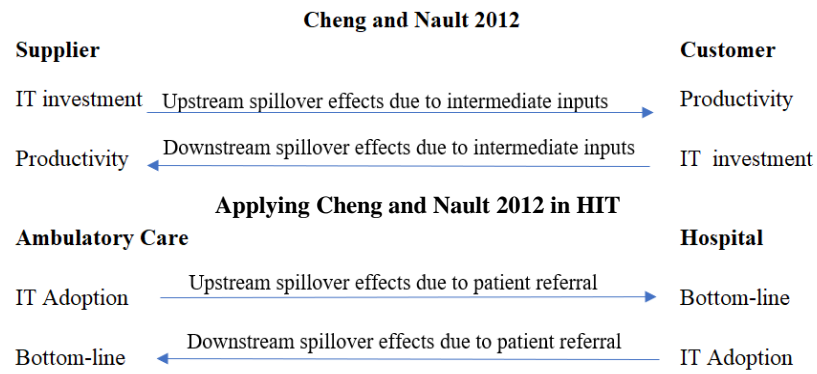 Cheng and Nault 2012
Supplier Customer
IT investment Upstream spillover effects due to intermediate inputs Productivity
Productivity Downstream spillover effects due to intermediate inputs IT investment
Applying Cheng and Nault 2012 in HIT
Ambulatory Care Hospital
IT Adoption Upstream spillover effects due to patient referral Bottom-line
Bottom-line Downstream spillover effects due to patient referral IT Adoption